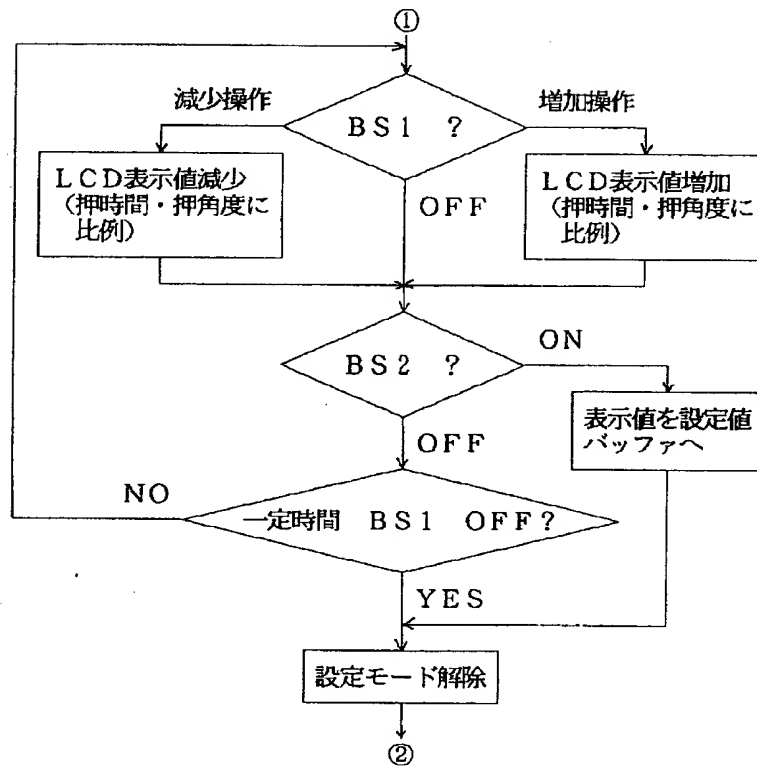 ①
減少操作
増加操作
BS1 ?
LCD表示値減少
(押時間・押角度に
比例)
OFF
LCD表示値増加
(押時間・押角度に
比例)
BS2 ?
ON
OFF
表示値を設定値
バッファへ
NO
一定時間 BS1 OFF?
YES
設定モード解除
②